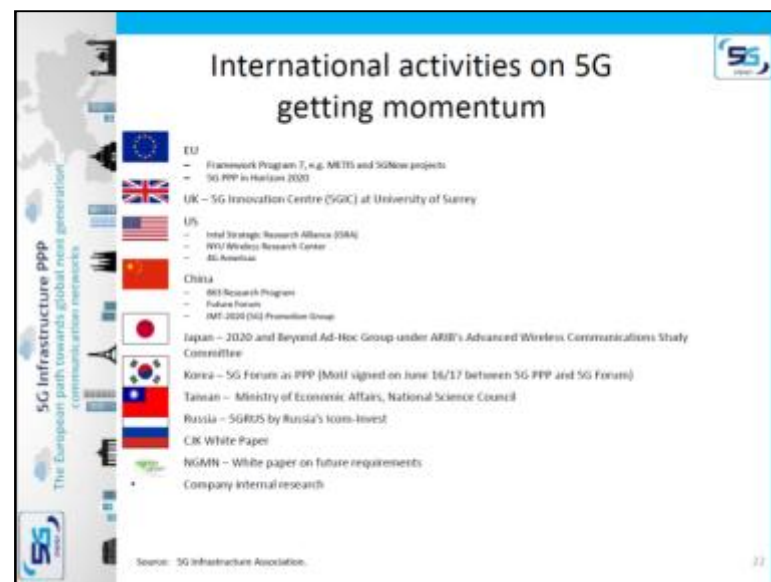 International activities on 5G
getting momentum
5G
EU
– Framework Program 7, e.g. METIS and 5GNow projects
– 5G PPP in Horizon 2020
UK – 5G Innovation Centre (5GIC) at University of Surrey
US
– Intel Strategic Research Alliance (ISRA)
– NYU Wireless Research Center
– 4G Americas
China
– 863 Research Program
– Future Forum
– IMT-2020 (5G) Promotion Group
Japan – 2020 and Beyond Ad-Hoc Group under ARIB's Advanced Wireless Communications Study
Committee
Korea – 5G Forum as PPP (MoU signed on June 16/17 between 5G PPP and 5G Forum)
Taiwan – Ministry of Economic Affairs, National Science Council
Russia – 5GRUS by Russia's Icom-Invest
CJK White Paper
NGMN – White paper on future requirements
• Company internal research
Source: 5G Infrastructure Association.
22
5G Infrastructure PPP
The European path towards global next generation
communication networks
5G